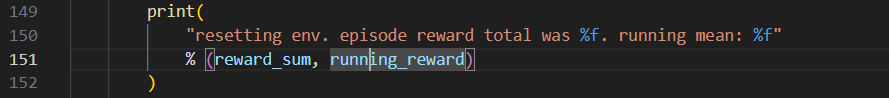 149 print(
150 "resetting env. episode reward total was %f. running mean: %f"
151 % (reward_sum, running_reward)
152 )